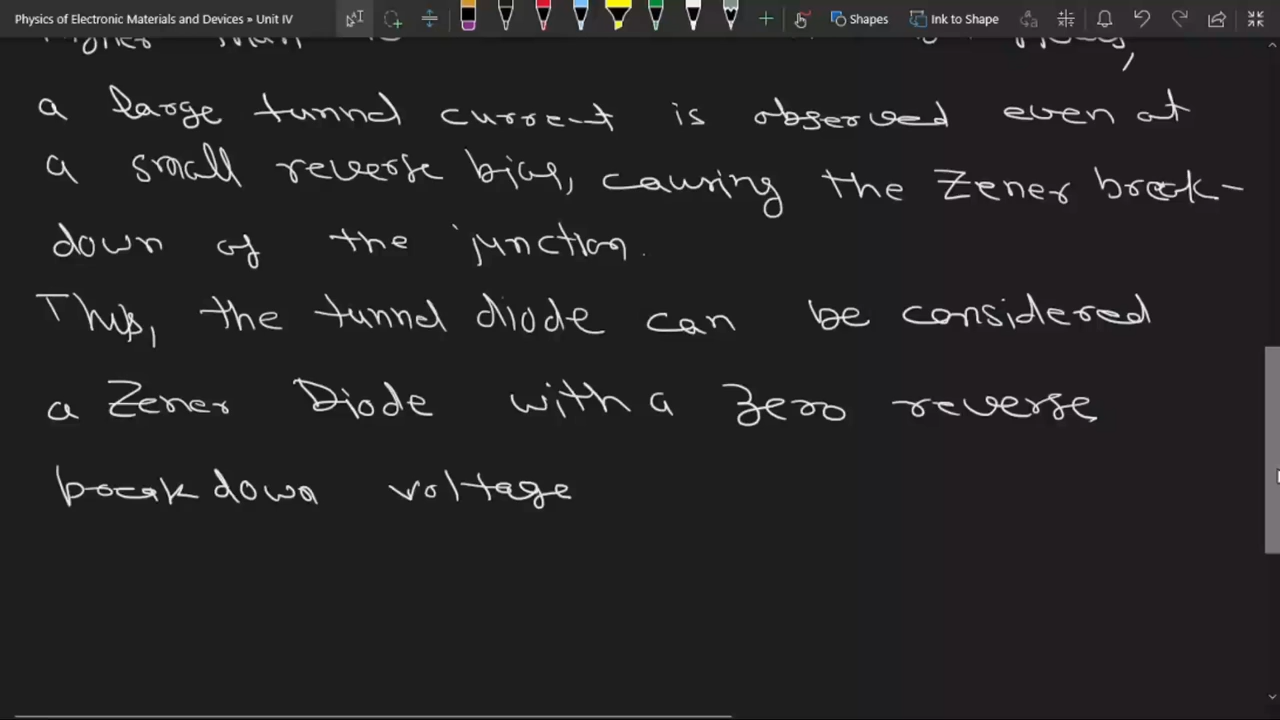 Physics of Electronic Materials and Devices » Unit IV
Shapes
Ink to Shape
higher than
a large tunnel current is observed even at
a small reverse bias, causing the Zener break-
down of the junction.
Thus, the tunnel diode can be considered
a Zener Diode with a zero reverse
breakdown voltage